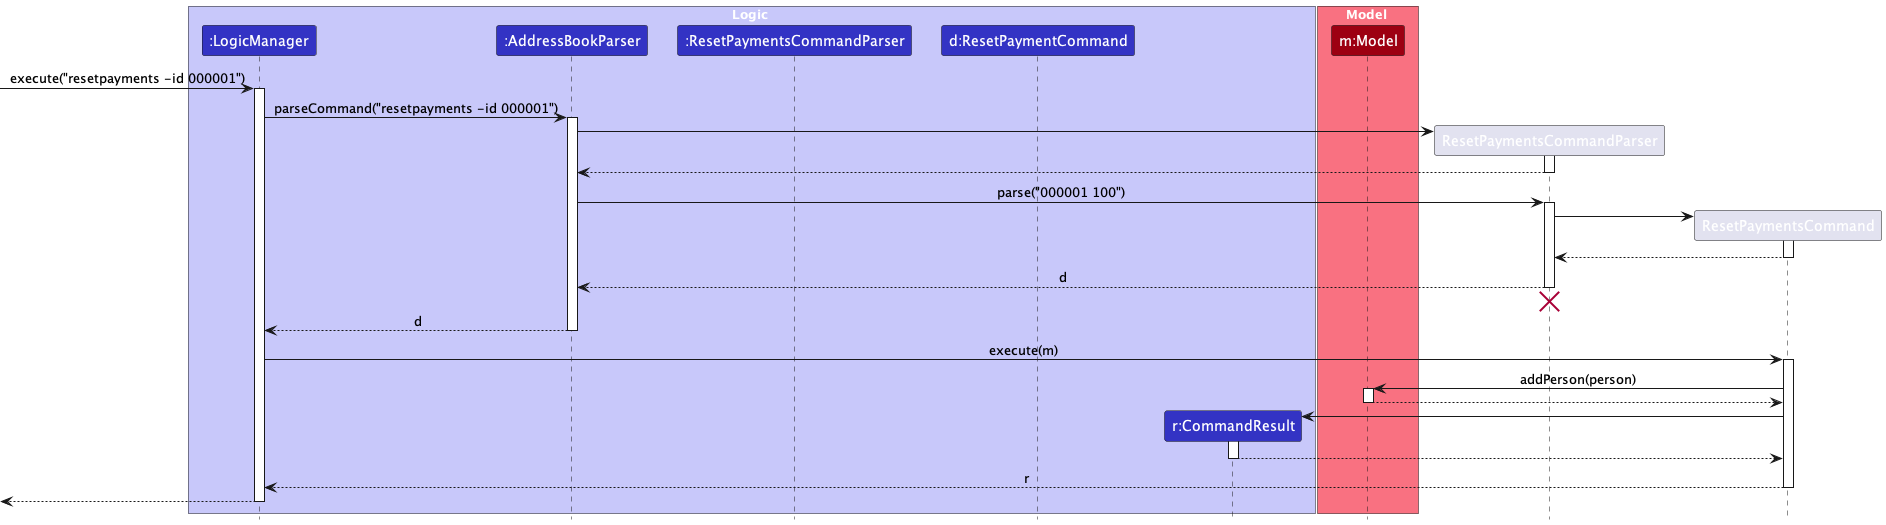 Logic
Model
:LogicManager
:AddressBookParser
:ResetPaymentsCommandParser
d:ResetPaymentCommand
m:Model
execute("resetpayments -id 000001")
parseCommand("resetpayments -id 000001")
ResetPaymentsCommandParser
parse("000001 100")
ResetPaymentsCommand
d
d
execute(m)
addPerson(person)
r:CommandResult
r